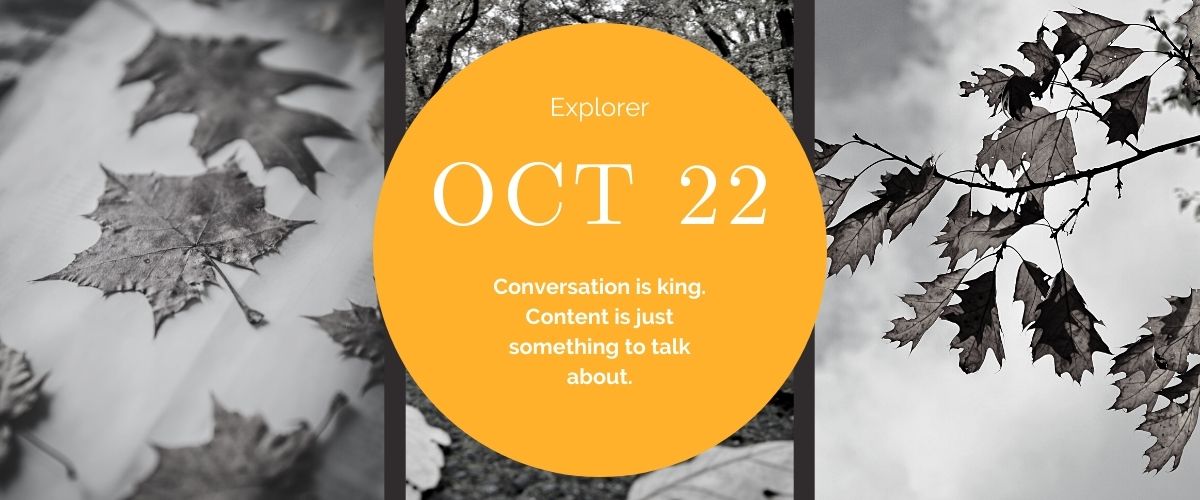 Explorer
OCT 22
Conversation is king.
Content is just
something to talk
about.